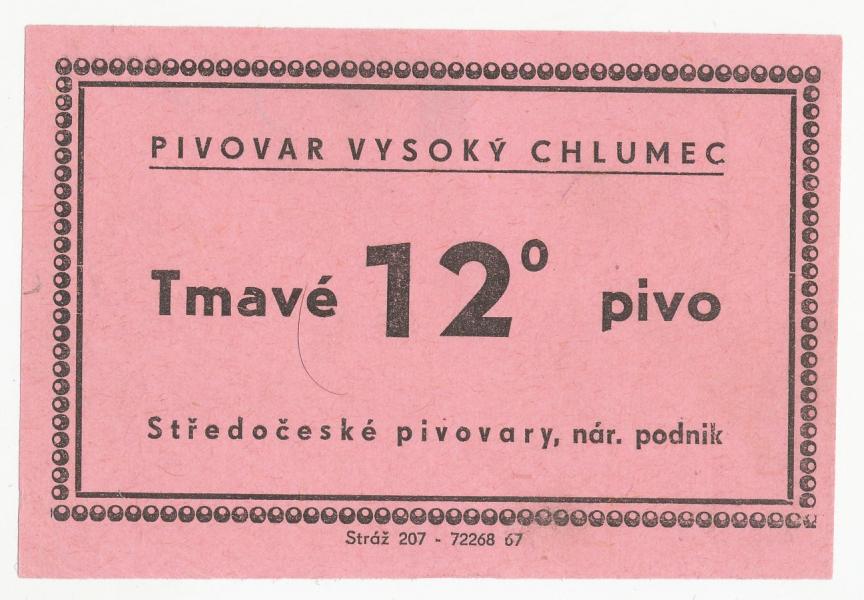 PIVOVAR VYSOKÝ CHLUMEC
Tmavé 12° pivo
Středočeské pivovary, nár. podnik
Stráž 207 - 72268 67